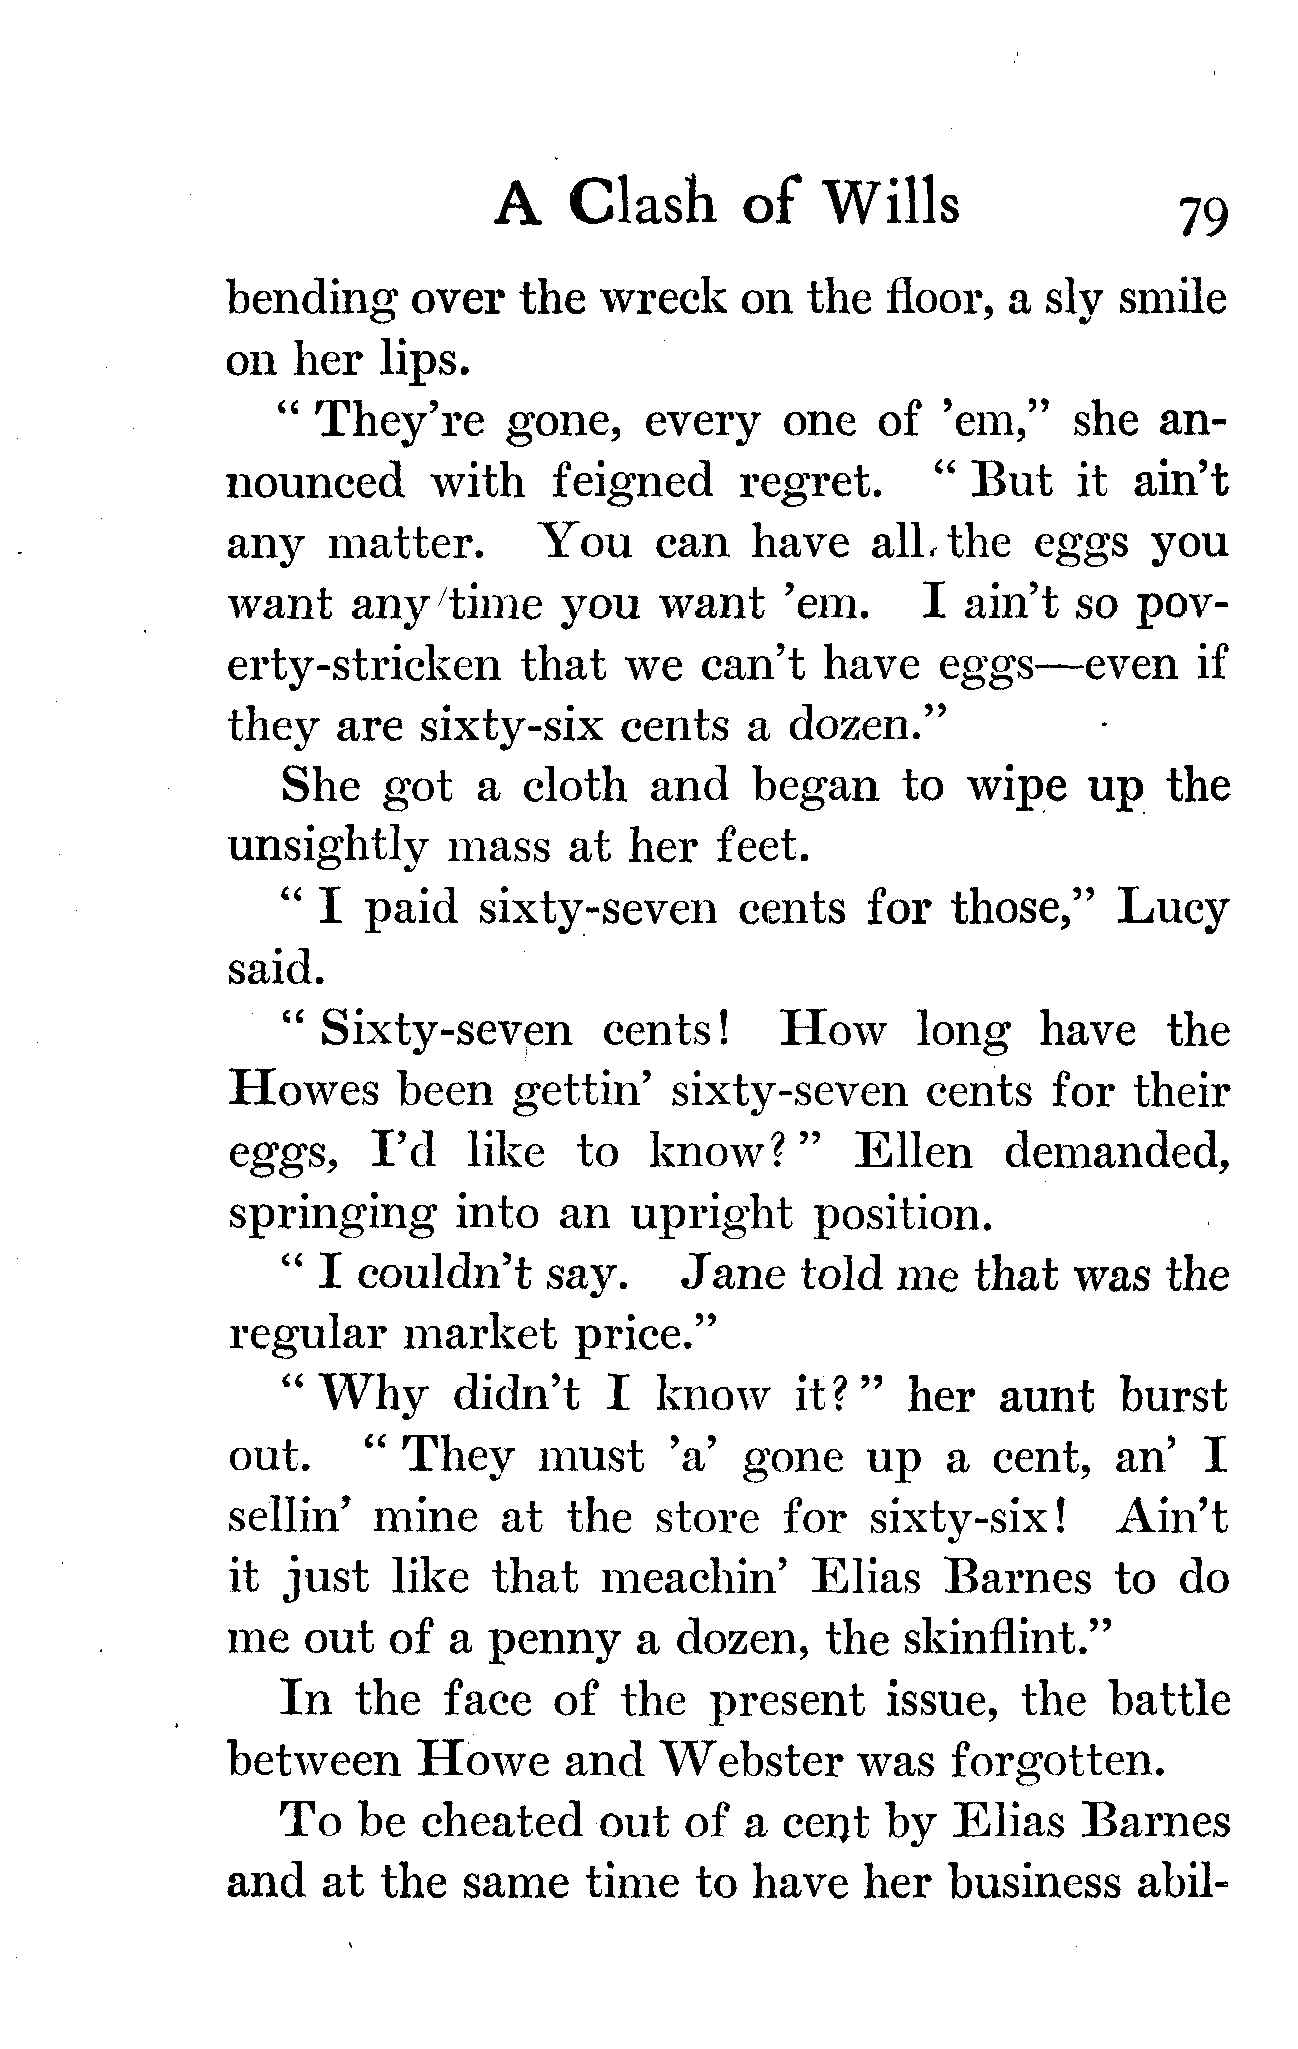 A Clash of Wills 79
bending over the wreck on the floor, a sly smile
on her lips.
“ They’re gone, every one of ’em,” she an-
nounced with feigned regret. “ But it ain’t
any matter. You can have all the eggs you
want any time you want ’em. I ain’t so pov-
erty-stricken that we can’t have eggs—even if
they are sixty-six cents a dozen.”
She got a cloth and began to wipe up the
unsightly mass at her feet.
“ I paid sixty-seven cents for those,” Lucy
said.
“ Sixty-seven cents! How long have the
Howes been gettin’ sixty-seven cents for their
eggs, I’d like to know? ” Ellen demanded,
springing into an upright position.
“ I couldn’t say. Jane told me that was the
regular market price.”
“ Why didn’t I know it? ” her aunt burst
out. “ They must ’a’ gone up a cent, an’ I
sellin’ mine at the store for sixty-six! Ain’t
it just like that meachin’ Elias Barnes to do
me out of a penny a dozen, the skinflint.”
In the face of the present issue, the battle
between Howe and Webster was forgotten.
To be cheated out of a cent by Elias Barnes
and at the same time to have her business abil-